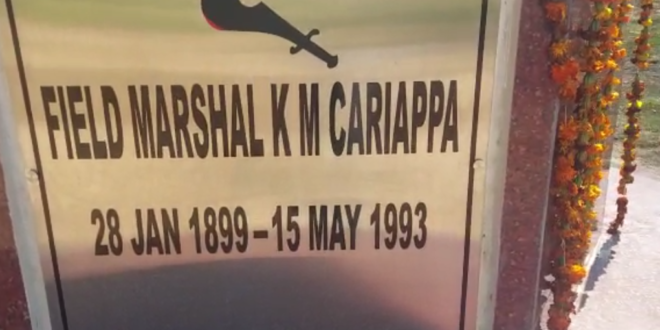 FIELD MARSHAL K M CARIAPPA
28 JAN 1899-15 MAY 1993